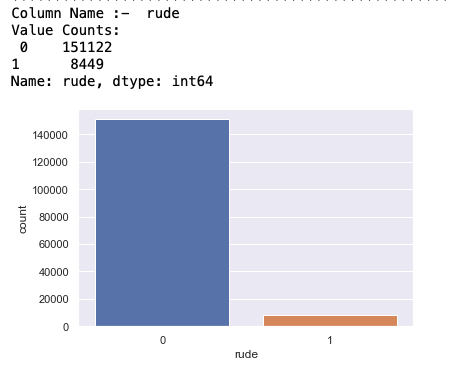 Column Name :-  rude
Value Counts:
 0    151122
1      8449
Name: rude, dtype: int64
140000
120000
100000
80000
60000
40000
20000
0
count
0 1
rude